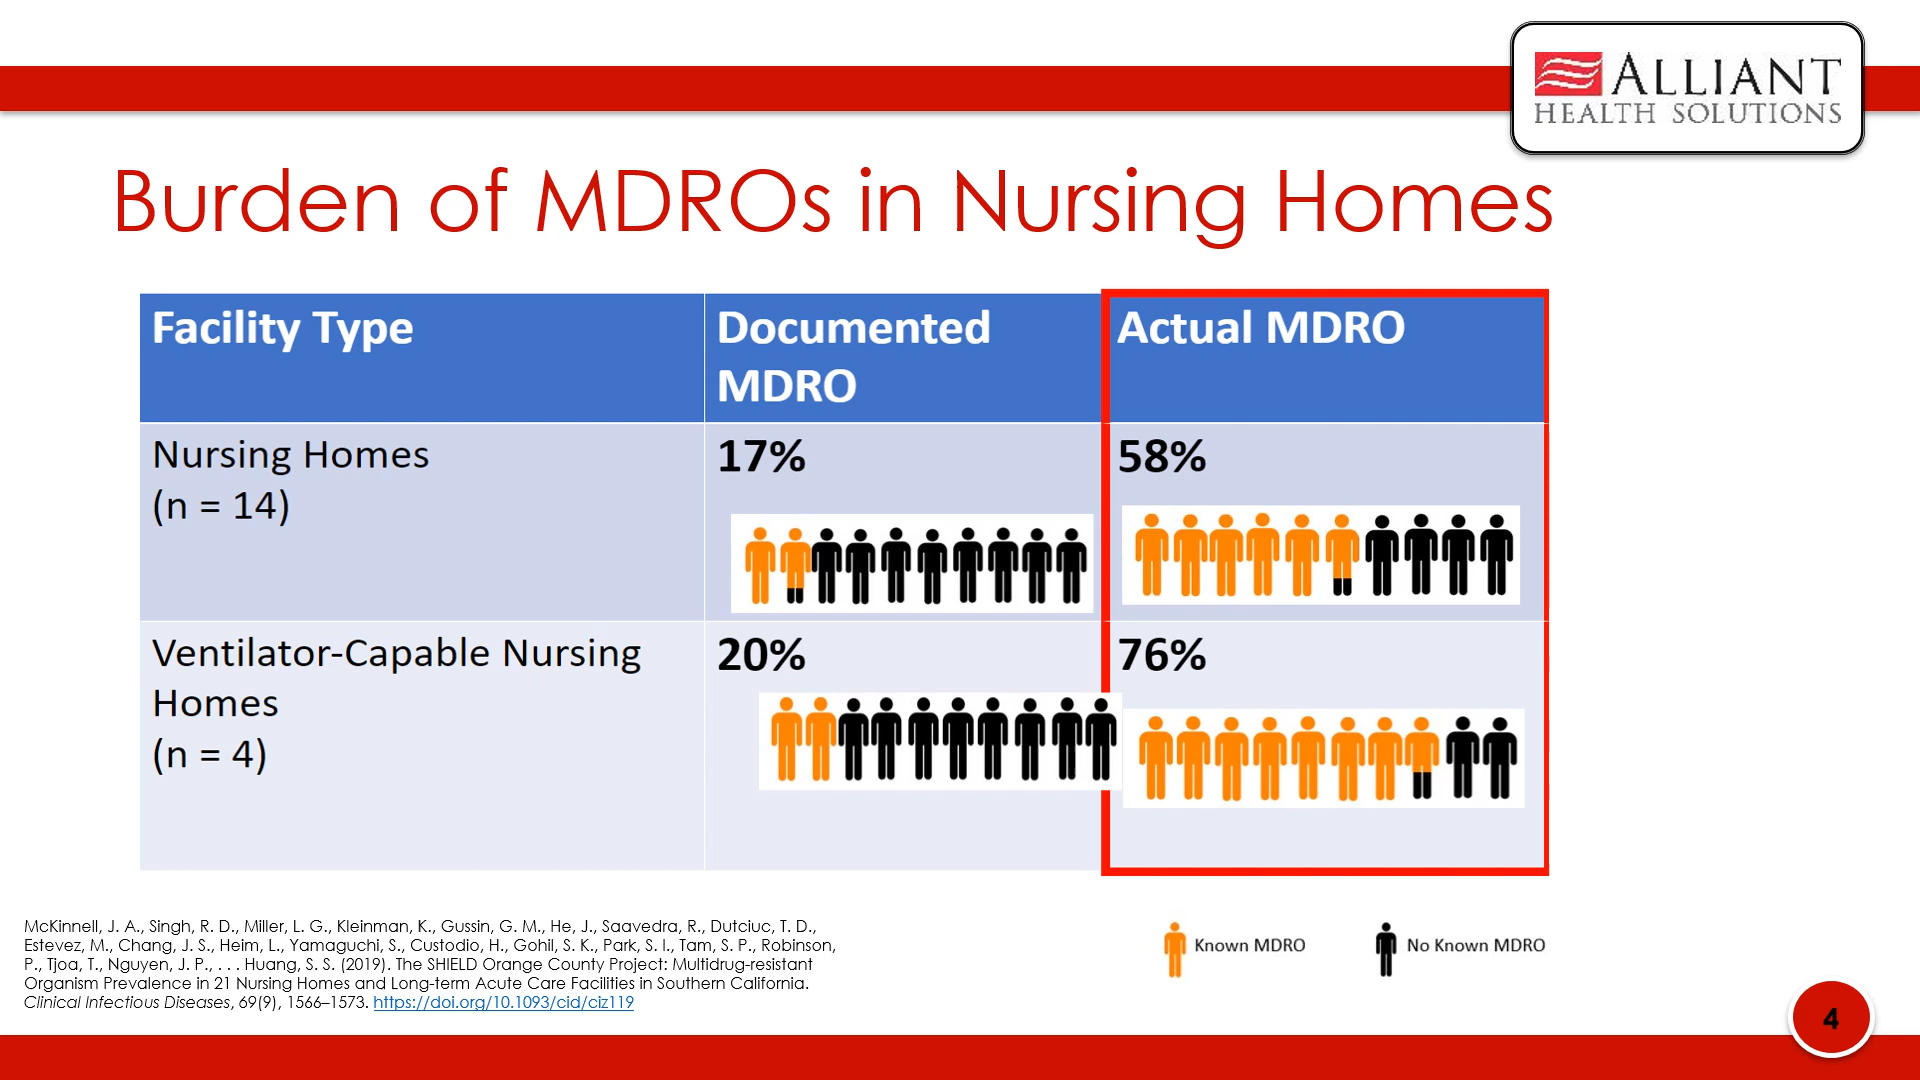 ALLIANT
HEALTH SOLUTIONS
Burden of MDROs in Nursing Homes
Facility Type
Documented
MDRO
Actual MDRO
Nursing Homes
(n = 14)
17%
58%
Ventilator-Capable Nursing
Homes
(n = 4)
20%
76%
McKinnell, J. A., Singh, R. D., Miller, L. G., Kleinman, K., Gussin, G. M., He, J., Saavedra, R., Dutciuc, T. D.,
Estevez, M., Chang, J. S., Heim, L., Yamaguchi, S., Custodio, H., Gohil, S. K., Park, S. I., Tam, S. P., Robinson,
P., Tjoa, T., Nguyen, J. P., . . . Huang, S. S. (2019). The SHIELD Orange County Project: Multidrug-resistant
Organism Prevalence in 21 Nursing Homes and Long-term Acute Care Facilities in Southern California.
Clinical Infectious Diseases, 69(9), 1566–1573. https://doi.org/10.1093/cid/ciz119
Known MDRO
No Known MDRO
4